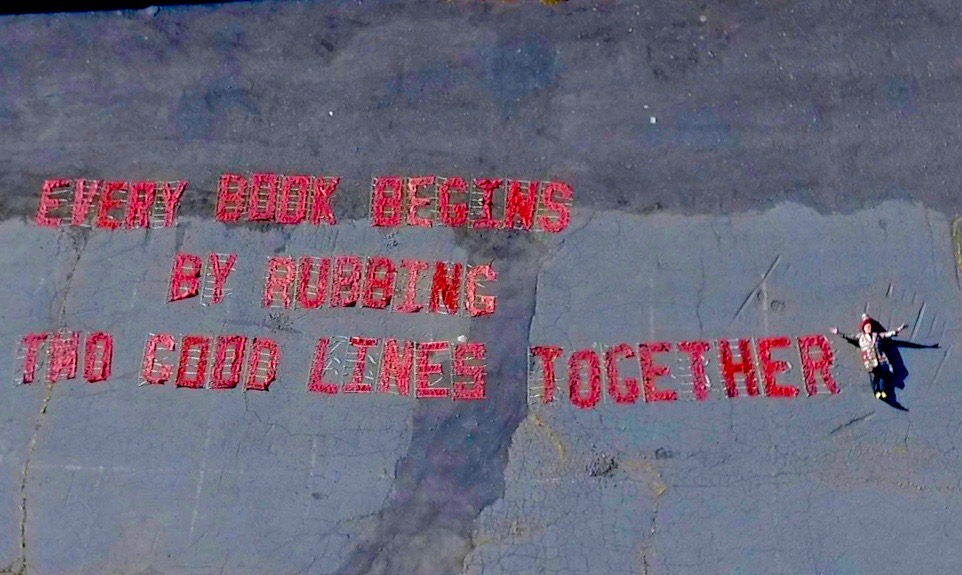 EVERY BOOK BEGINS
BY RUBBING
TWO GOOD LINES TOGETHER